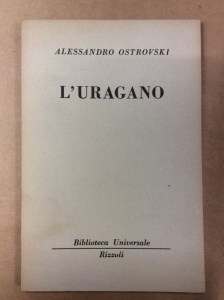 ALESSANDRO OSTROVSKI
L'URAGANO
Biblioteca Universale
Rizzoli